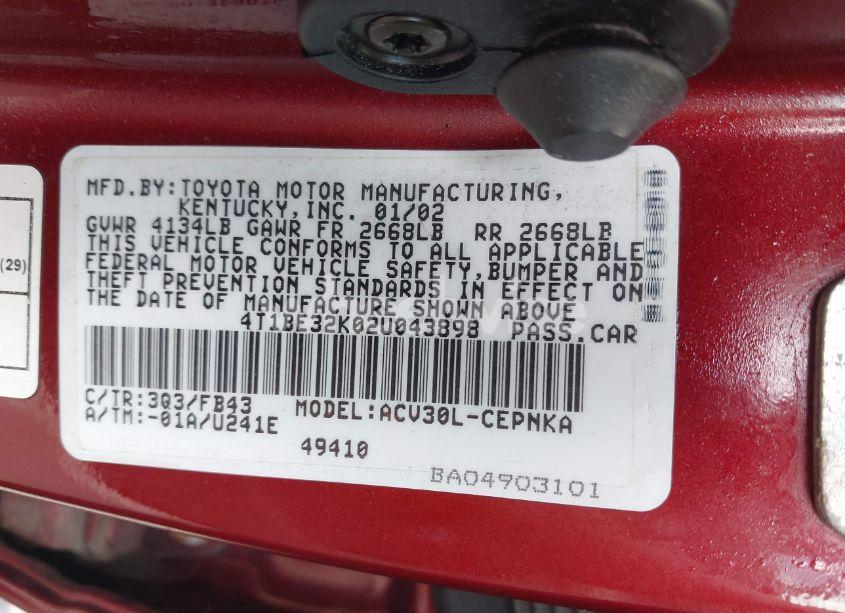 (29)
MFD.BY:TOYOTA MOTOR MANUFACTURING,
KENTUCKY,INC. 01/02
GVWR 4134LB GAWR FR 2668LB RR 2668LB
THIS VEHICLE CONFORMS TO ALL APPLICABLE
FEDERAL MOTOR VEHICLE SAFETY,BUMPER AND
THEFT PREVENTION STANDARDS IN EFFECT ON
THE DATE OF MANUFACTURE SHOWN ABOVE
4T1BE32K02U043898 PASS.CAR
C/TR:3Q3/FB43 MODEL:ACV30L-CEPNKA
A/TM:-01A/U241E
49410
BA04903101